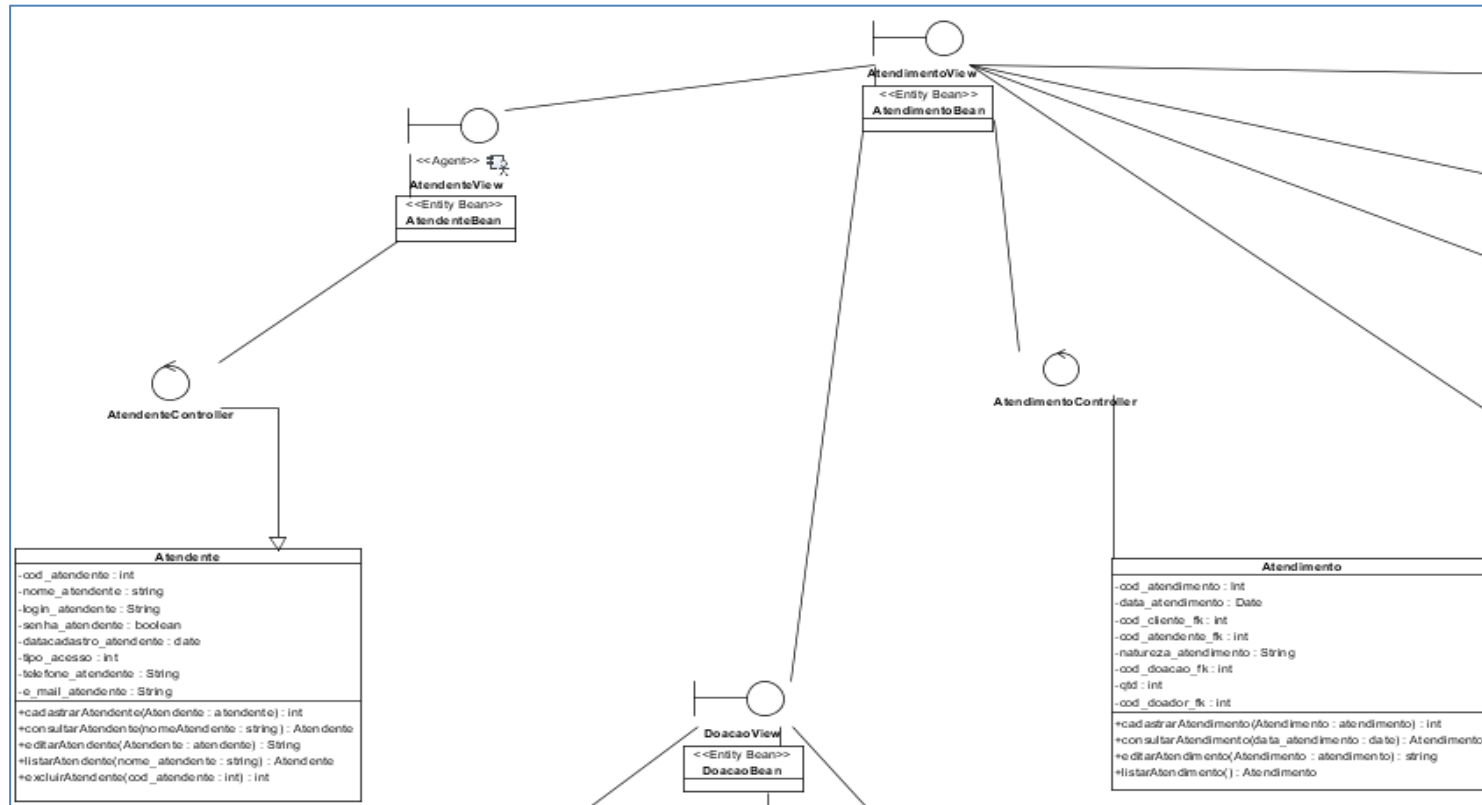 AtendimentoView
<<Entity Bean>>
AtendimentoBean
<<Agent>>
AtendenteView
<<Entity Bean>>
AtendenteBean
AtendenteController
AtendimentoController
Atendente
-cod_atendente : int
-nome_atendente : string
-login_atendente : String
-senha_atendente : boolean
-datacadastro_atendente : date
-tipo_acesso : int
-telefone_atendente : String
-e_mail_atendente : String
+cadastrarAtendente(Atendente : atendente) : int
+consultarAtendente(nomeAtendente : string) : Atendente
+editarAtendente(Atendente : atendente) : String
+listarAtendente(nome_atendente : string) : Atendente
+excluirAtendente(cod_atendente : int) : int
Atendimento
-cod_atendimento : Int
-data_atendimento : Date
-cod_cliente_fk : int
-cod_atendente_fk : int
-natureza_atendimento : String
-cod_doacao_fk : int
-qtd : int
-cod_doador_fk : int
+cadastrarAtendimento(Atendimento : atendimento) : int
+consultarAtendimento(data_atendimento : date) : Atendimento
+editarAtendimento(Atendimento : atendimento) : string
+listarAtendimento() : Atendimento
DoacaoView
<<Entity Bean>>
DoacaoBean